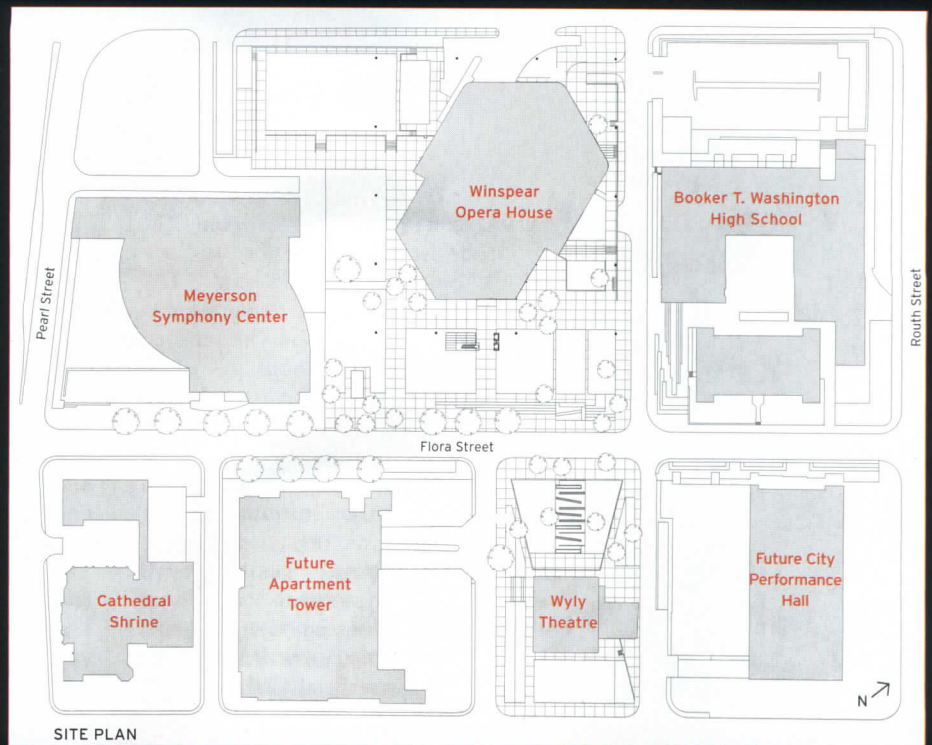 Winspear
Opera House
Booker T. Washington
High School
Meyerson
Symphony Center
Pearl Street
Routh Street
Flora Street
Cathedral
Shrine
Future
Apartment
Tower
Wyly
Theatre
Future City
Performance
Hall
N
SITE PLAN